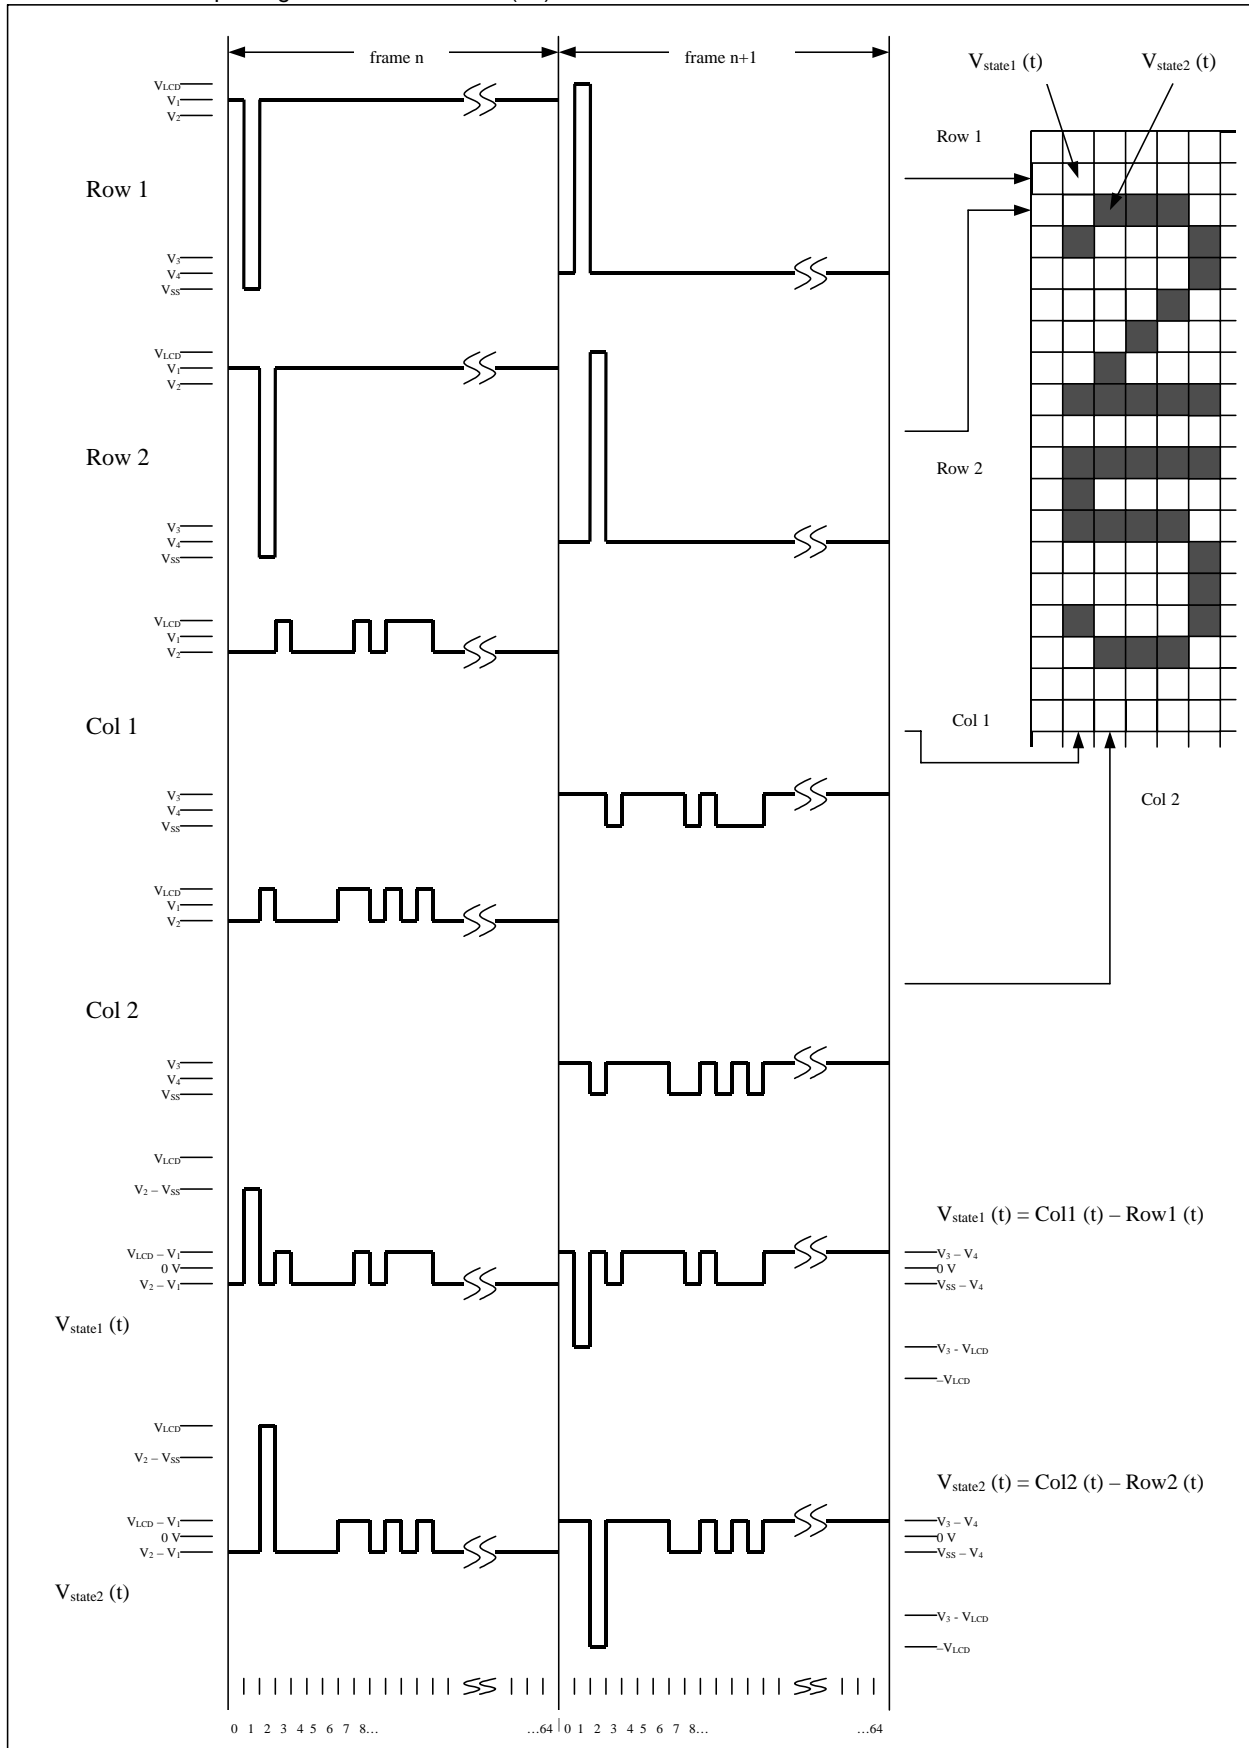 frame n
frame n+1
Vstate1 (t)
Vstate2 (t)
VLCD
V1
V2
Row 1
Row 1
V3
V4
VSS
VLCD
V1
V2
Row 2
Row 2
V3
V4
VSS
VLCD
V1
V2
Col 1
Col 1
V3
V4
VSS
Col 2
VLCD
V1
V2
Col 2
V3
V4
VSS
VLCD
V2 – VSS
Vstate1 (t) = Col1 (t) – Row1 (t)
VLCD – V1
0 V
V2 – V1
V3 – V4
0 V
VSS – V4
Vstate1 (t)
V3 - VLCD
–VLCD
VLCD
V2 – VSS
Vstate2 (t) = Col2 (t) – Row2 (t)
VLCD – V1
0 V
V2 – V1
V3 – V4
0 V
VSS – V4
Vstate2 (t)
V3 - VLCD
–VLCD
0 1 2 3 4 5 6 7 8… …64 0 1 2 3 4 5 6 7 8… …64